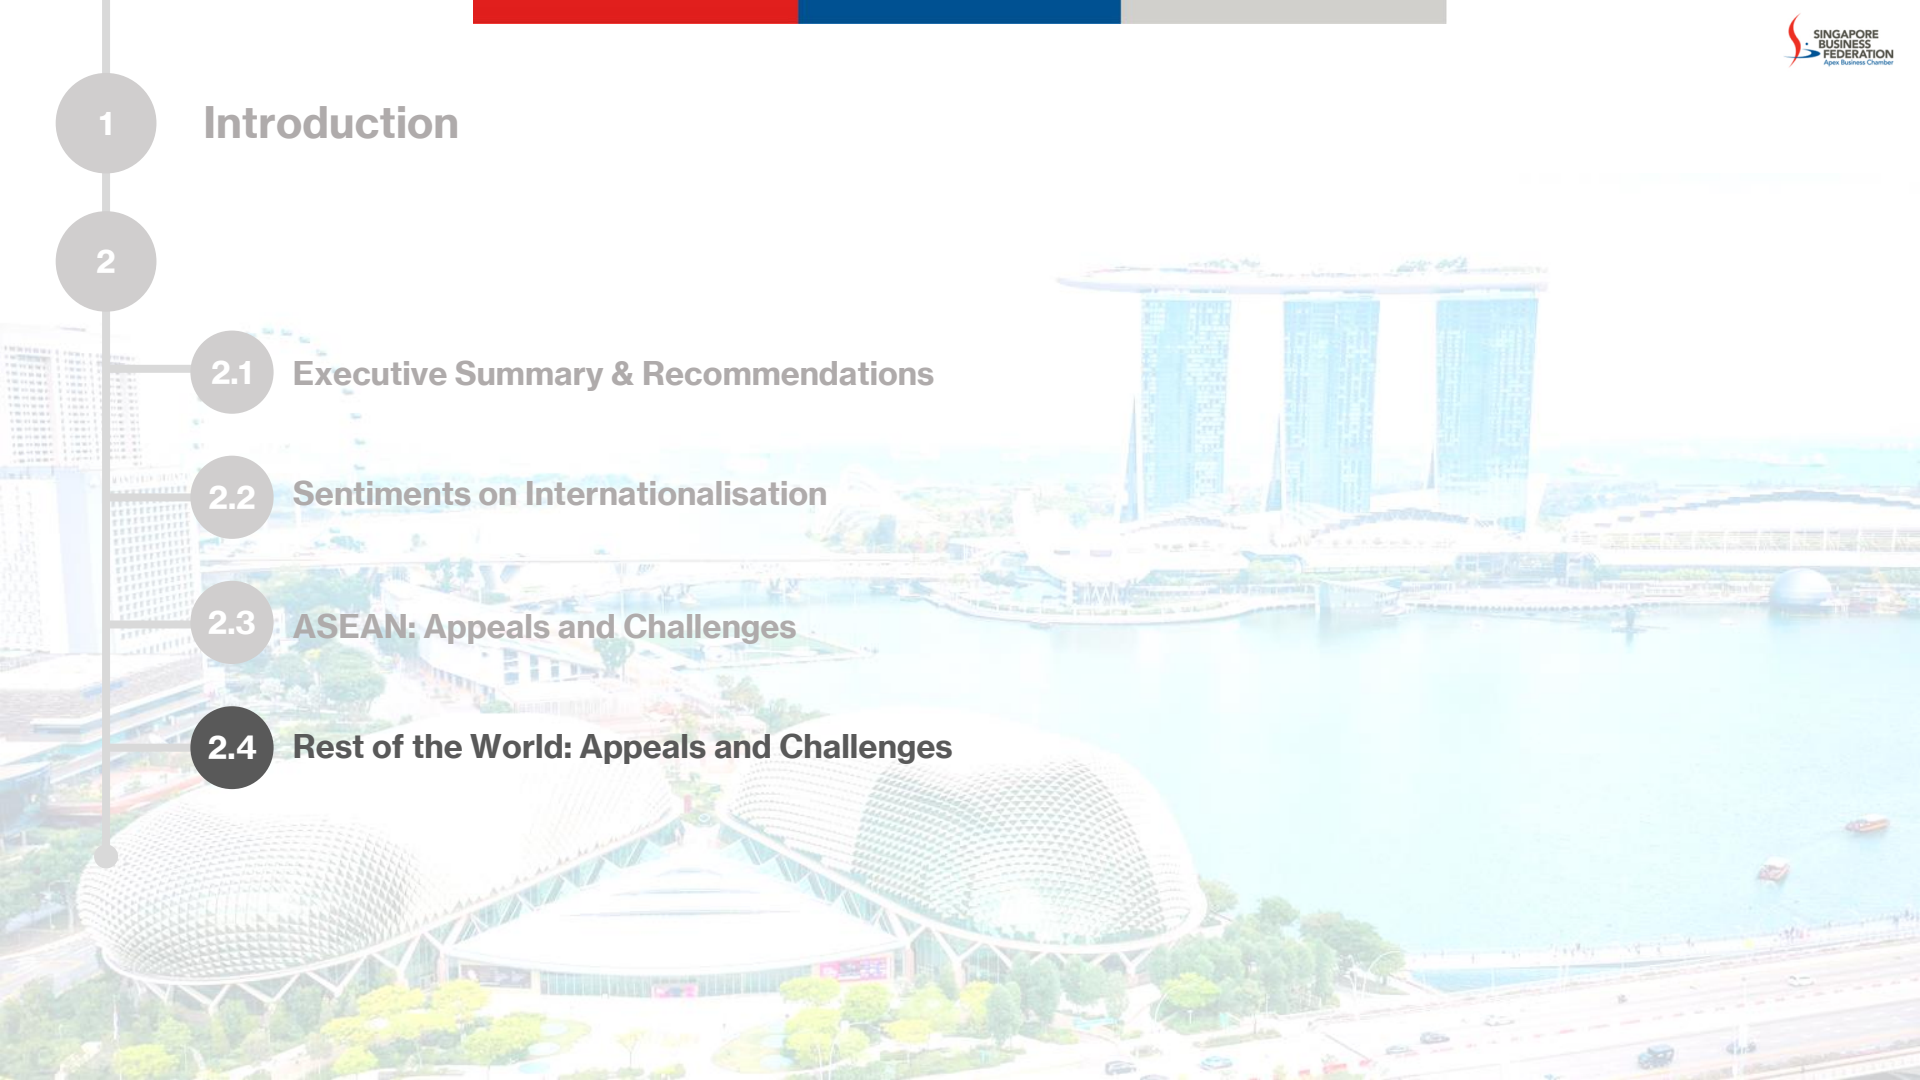 SINGAPORE
BUSINESS
FEDERATION
Apex Business Chamber
1
Introduction
2
2.1
Executive Summary & Recommendations
2.2
Sentiments on Internationalisation
2.3
ASEAN: Appeals and Challenges
2.4
Rest of the World: Appeals and Challenges